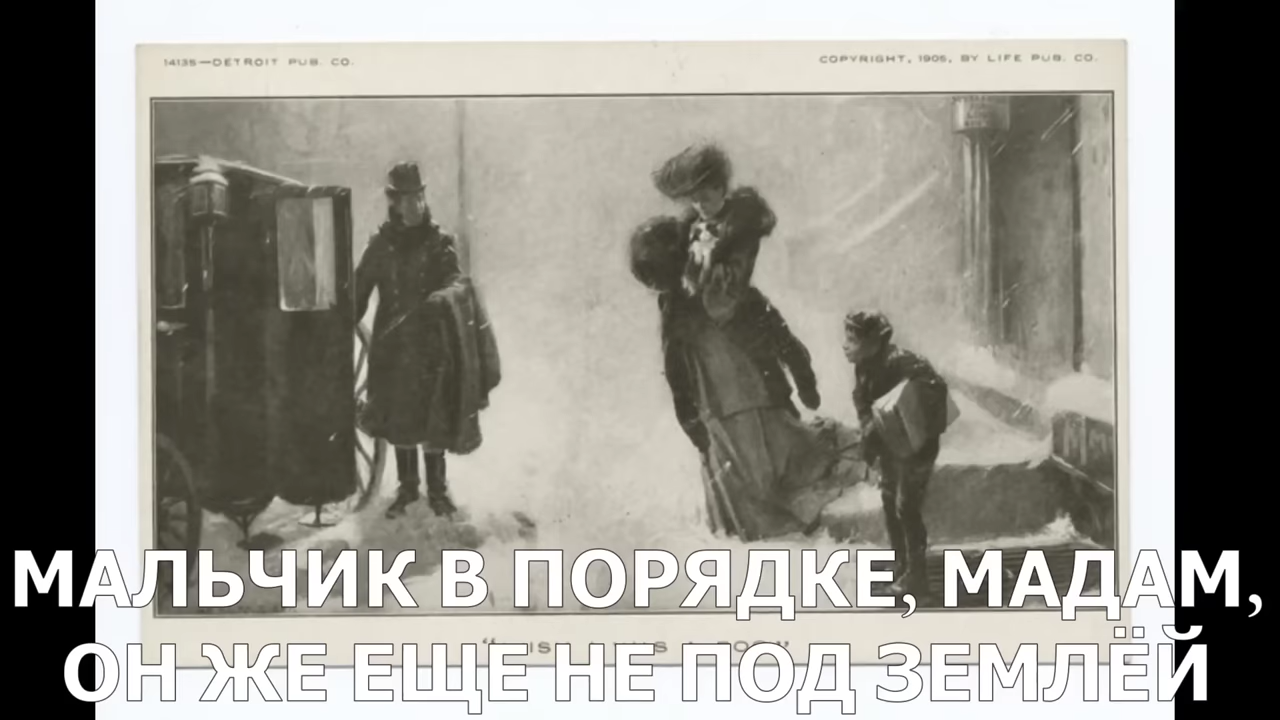 14135—DETROIT PUB. CO.
COPYRIGHT, 1905, BY LIFE PUB. CO.
МАЛЬЧИК В ПОРЯДКЕ, МАДАМ,
ОН ЖЕ ЕЩЕ НЕ ПОД ЗЕМЛЁЙ